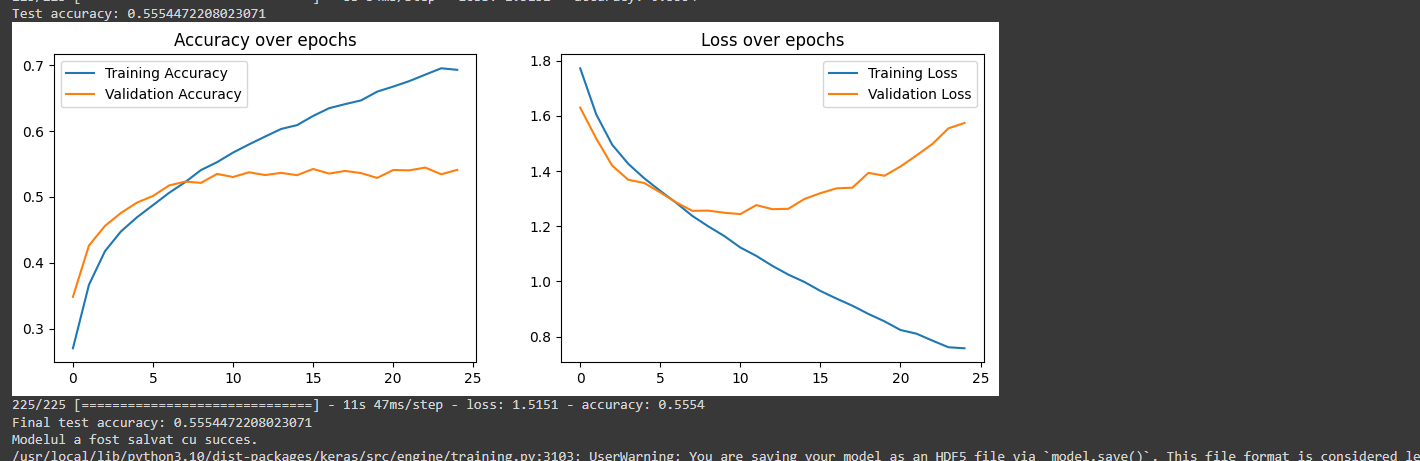 Test accuracy: 0.5554472208023071
Accuracy over epochs
Training Accuracy
Validation Accuracy
0.7
0.6
0.5
0.4
0.3
0 5 10 15 20 25
Loss over epochs
Training Loss
Validation Loss
1.8
1.6
1.4
1.2
1.0
0.8
0 5 10 15 20 25
225/225 [==============================] - 11s 47ms/step - loss: 1.5151 - accuracy: 0.5554
Final test accuracy: 0.5554472208023071
Modelul a fost salvat cu succes.
/usr/local/lib/python3.10/dist-packages/keras/src/engine/training.py:3103: UserWarning: You are saving your model as an HDF5 file via `model.save()`. This file format is considered le